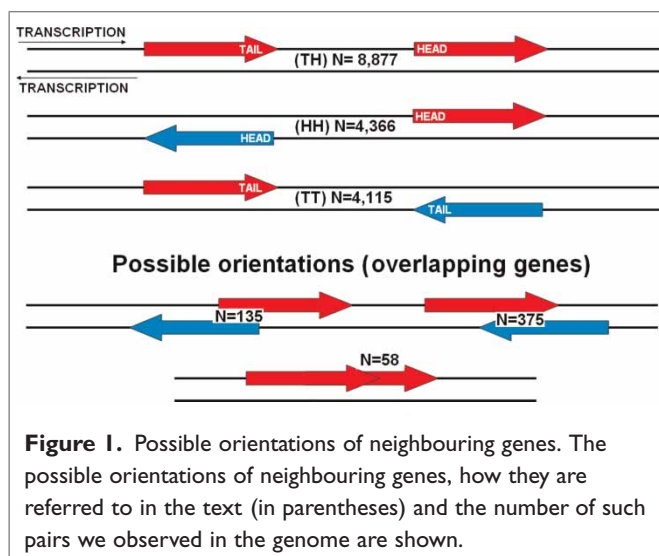 TRANSCRIPTION
TAIL
HEAD
(TH) N= 8,877
TRANSCRIPTION
HEAD
(HH) N=4,366
HEAD
TAIL
(TT) N=4,115
TAIL
Possible orientations (overlapping genes)
N=135
N=375
N=58
Figure 1. Possible orientations of neighbouring genes. The
possible orientations of neighbouring genes, how they are
referred to in the text (in parentheses) and the number of such
pairs we observed in the genome are shown.